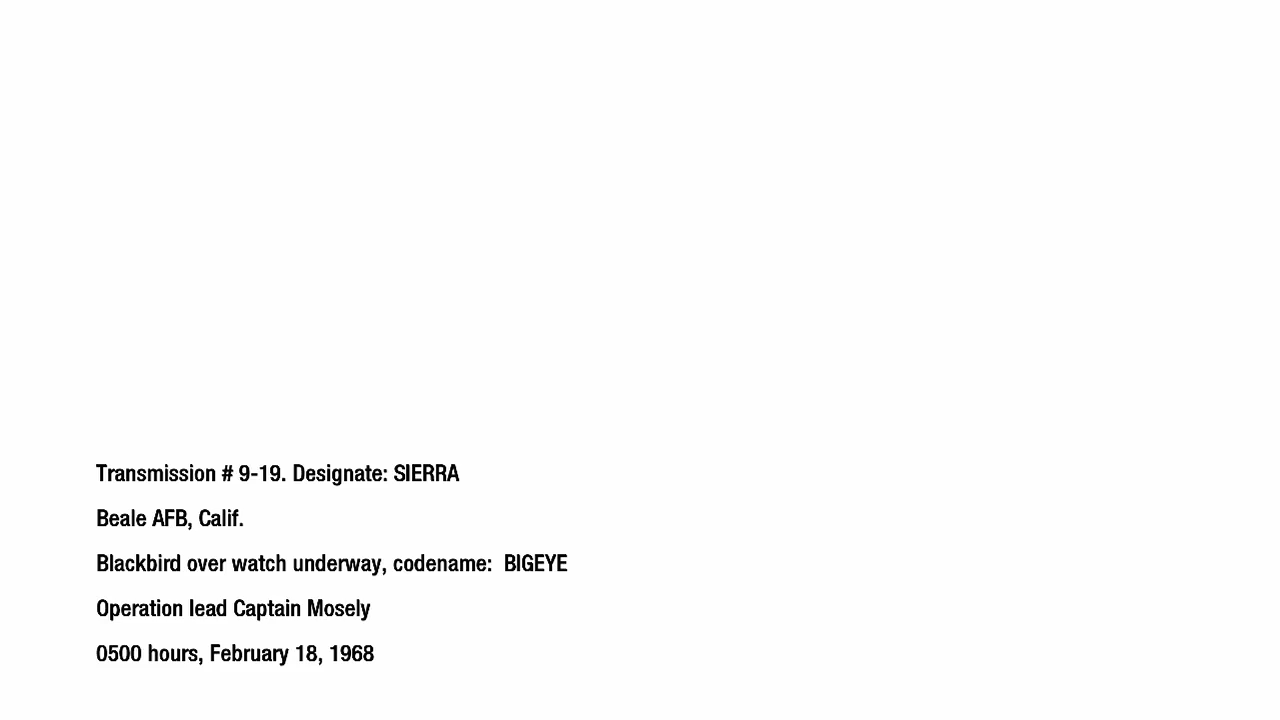 Transmission # 9-19. Designate: SIERRA
Beale AFB, Calif.
Blackbird over watch underway, codename:  BIGEYE
Operation lead Captain Mosely
0500 hours, February 18, 1968